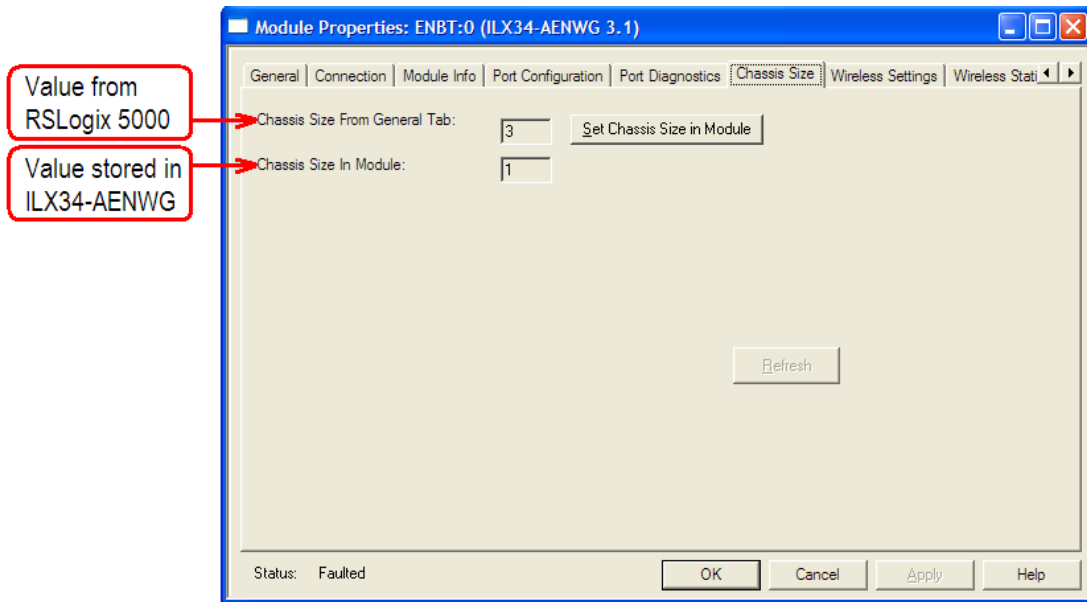 Module Properties: ENBT:0 (ILX34-AENWG 3.1)
General Connection Module Info Port Configuration Port Diagnostics Chassis Size Wireless Settings Wireless Stati
Value from
RSLogix 5000
Chassis Size From General Tab: 3 Set Chassis Size in Module
Value stored in
ILX34-AENWG
Chassis Size In Module: 1
Refresh
Status: Faulted OK Cancel Apply Help